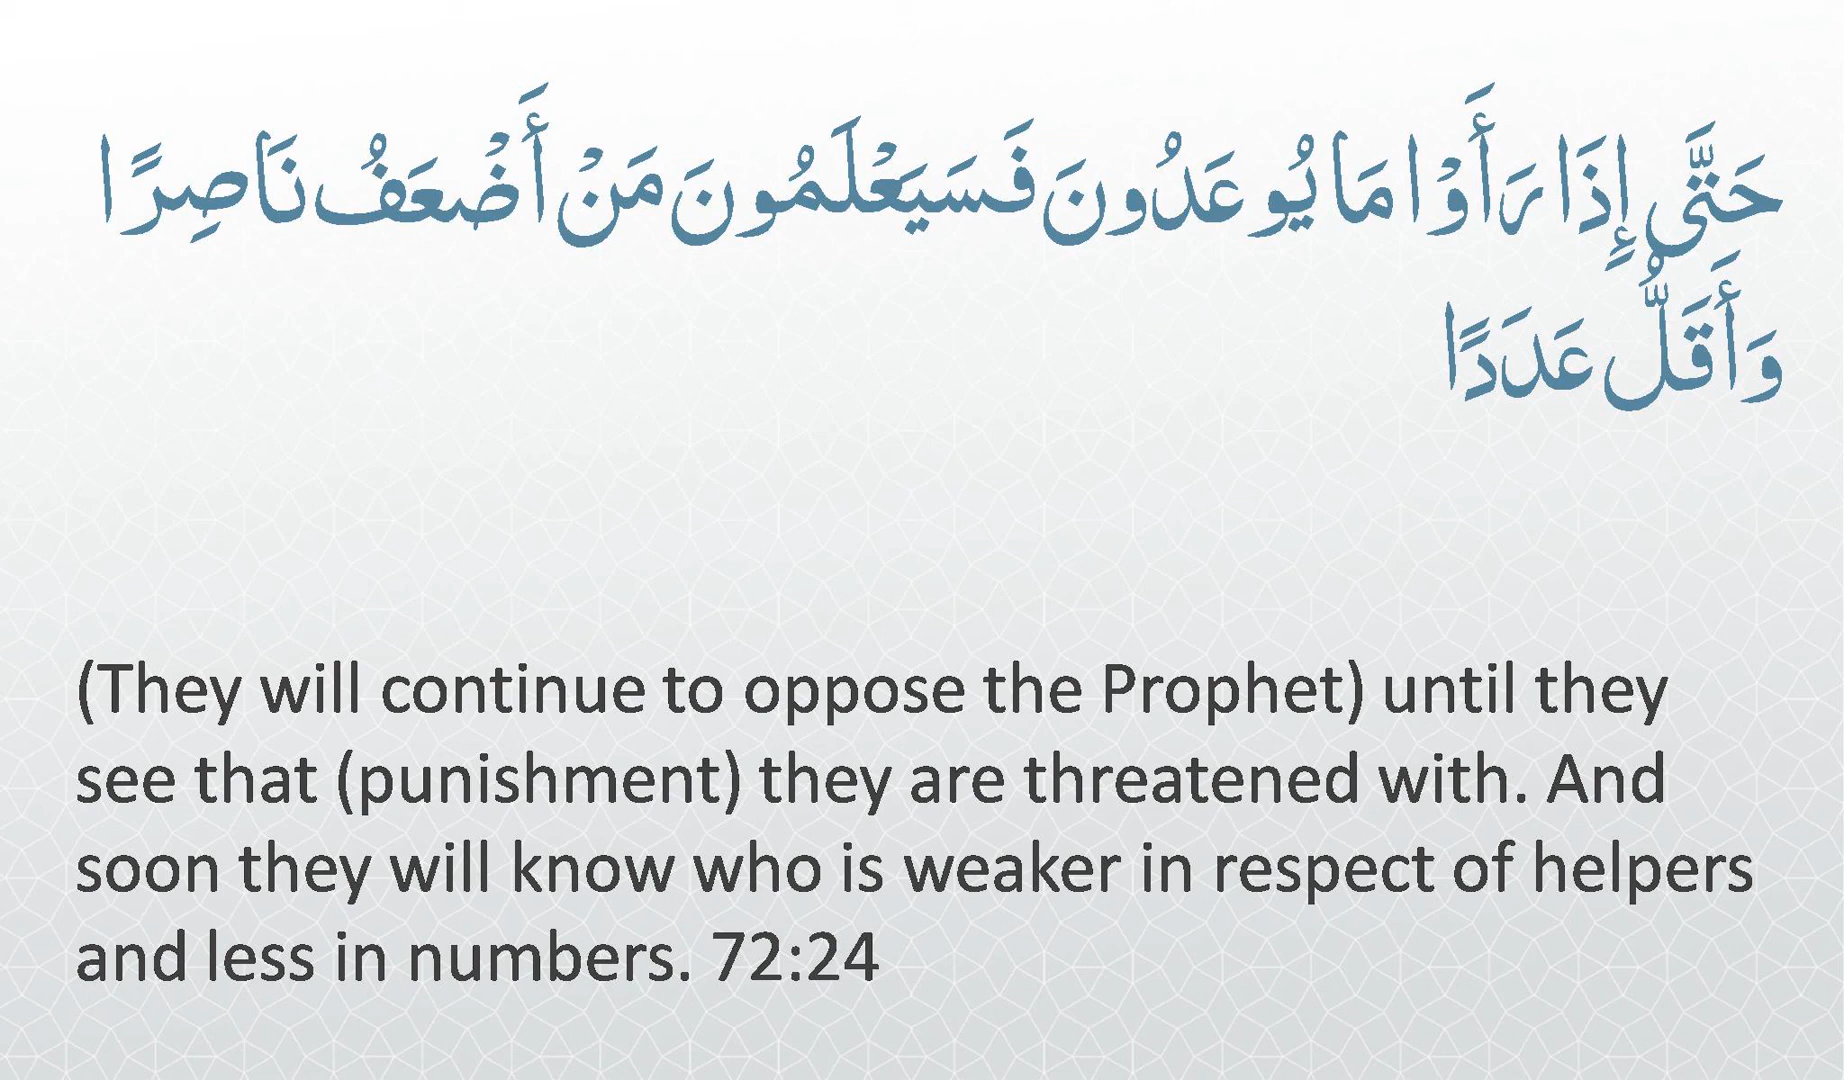 حَتَّىٰ إِذَا رَأَوْا مَا يُوعَدُونَ فَسَيَعْلَمُونَ مَنْ أَضْعَفُ نَاصِرًا
وَأَقَلُّ عَدَدًا
(They will continue to oppose the Prophet) until they
see that (punishment) they are threatened with. And
soon they will know who is weaker in respect of helpers
and less in numbers. 72:24